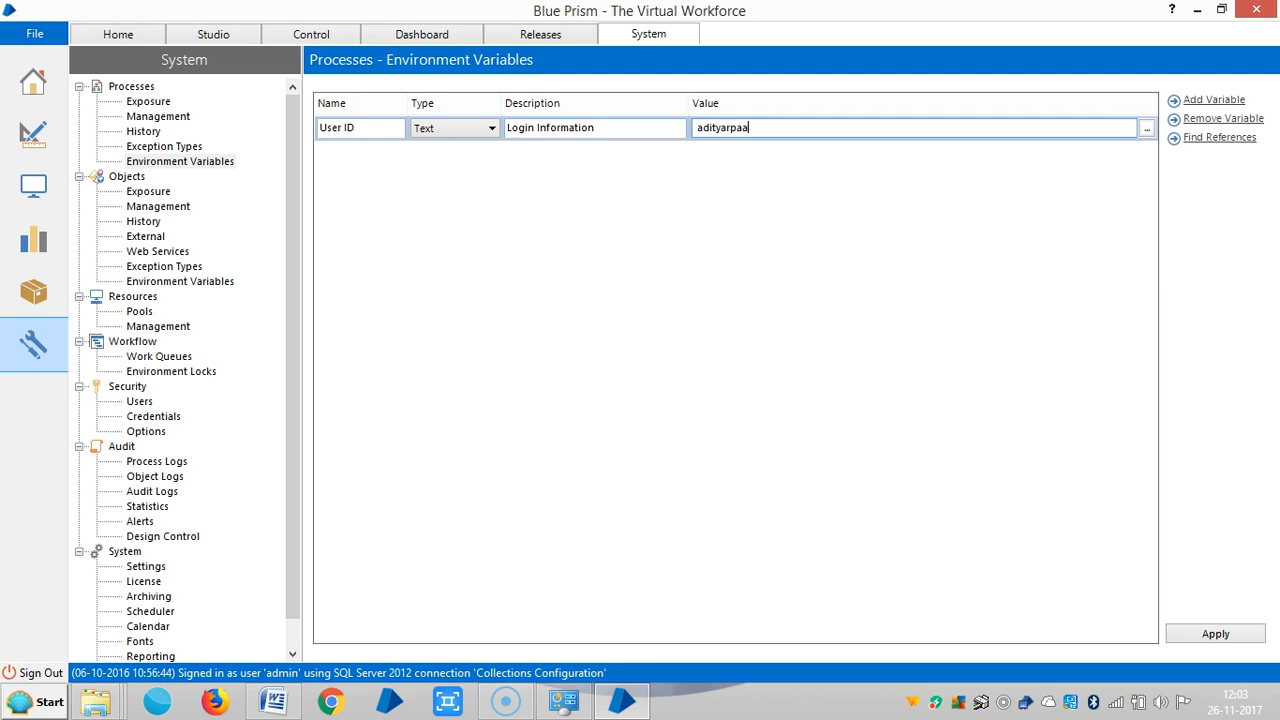 Blue Prism - The Virtual Workforce
?
File
Home
Studio
Control
Dashboard
Releases
System
System
Processes - Environment Variables
Processes
Exposure
Management
History
Exception Types
Environment Variables
Objects
Exposure
Management
History
External
Web Services
Exception Types
Environment Variables
Resources
Pools
Management
Workflow
Work Queues
Environment Locks
Security
Users
Credentials
Options
Audit
Process Logs
Object Logs
Audit Logs
Statistics
Alerts
Design Control
System
Settings
License
Archiving
Scheduler
Calendar
Fonts
Reporting
Name Type Description Value
User ID Text Login Information adityarpaa ...
Add Variable
Remove Variable
Find References
Apply
Sign Out
(06-10-2016 10:56:44) Signed in as user 'admin' using SQL Server 2012 connection 'Collections Configuration'
Start
12:03
26-11-2017